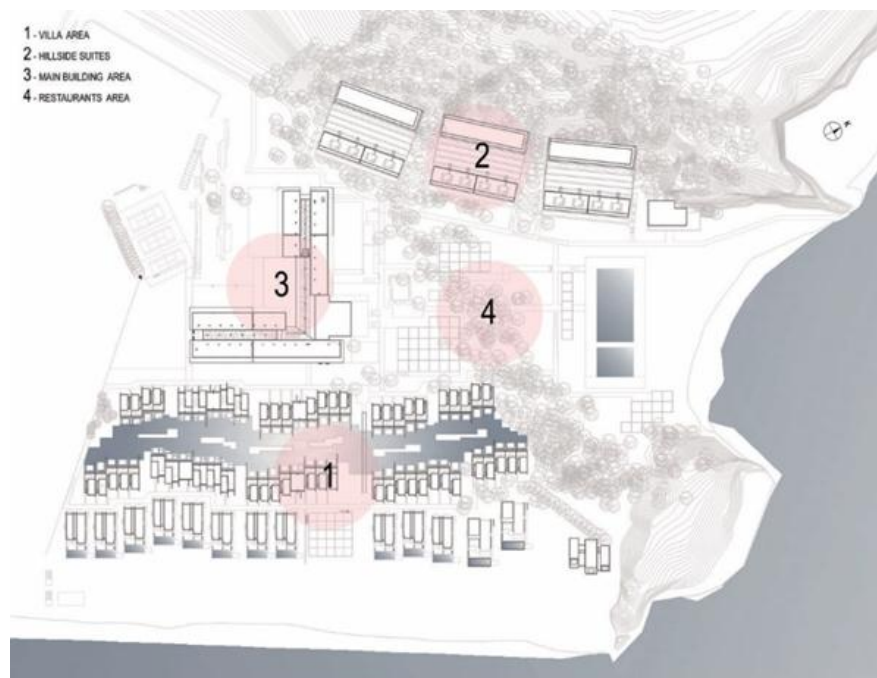 1 - VILLA AREA
2 - HILLSIDE SUITES
3 - MAIN BUILDING AREA
4 - RESTAURANTS AREA
2
3
4
1